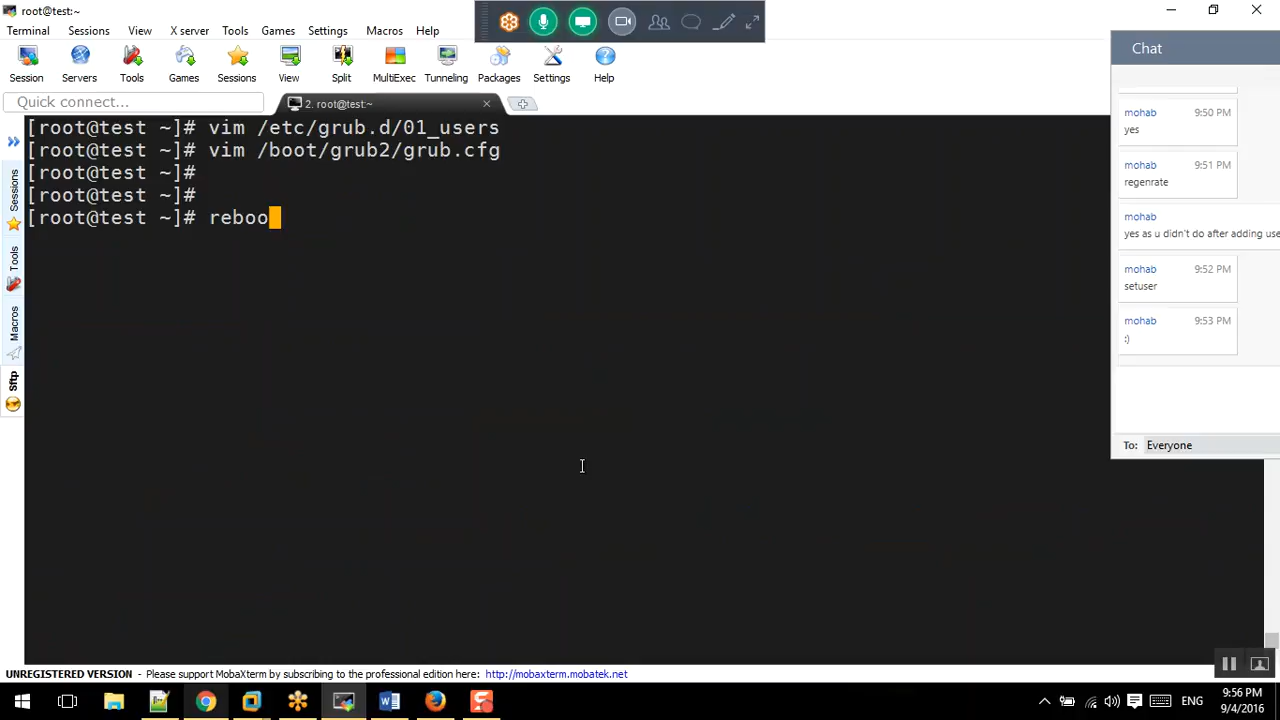 root@test:~
Terminal Sessions View X server Tools Games Settings Macros Help
Session Servers Tools Games Sessions View Split MultiExec Tunneling Packages Settings Help
Quick connect...
2. root@test:~
[root@test ~]# vim /etc/grub.d/01_users
[root@test ~]# vim /boot/grub2/grub.cfg
[root@test ~]#
[root@test ~]#
[root@test ~]# reboo
Sessions
Tools
Macros
Sftp
Chat
mohab 9:50 PM
yes
mohab 9:51 PM
regenrate
mohab
yes as u didn't do after adding use
mohab 9:52 PM
setuser
mohab 9:53 PM
:)
To: Everyone
UNREGISTERED VERSION - Please support MobaXterm by subscribing to the professional edition here: http://mobaxterm.mobatek.net
ENG
9:56 PM
9/4/2016